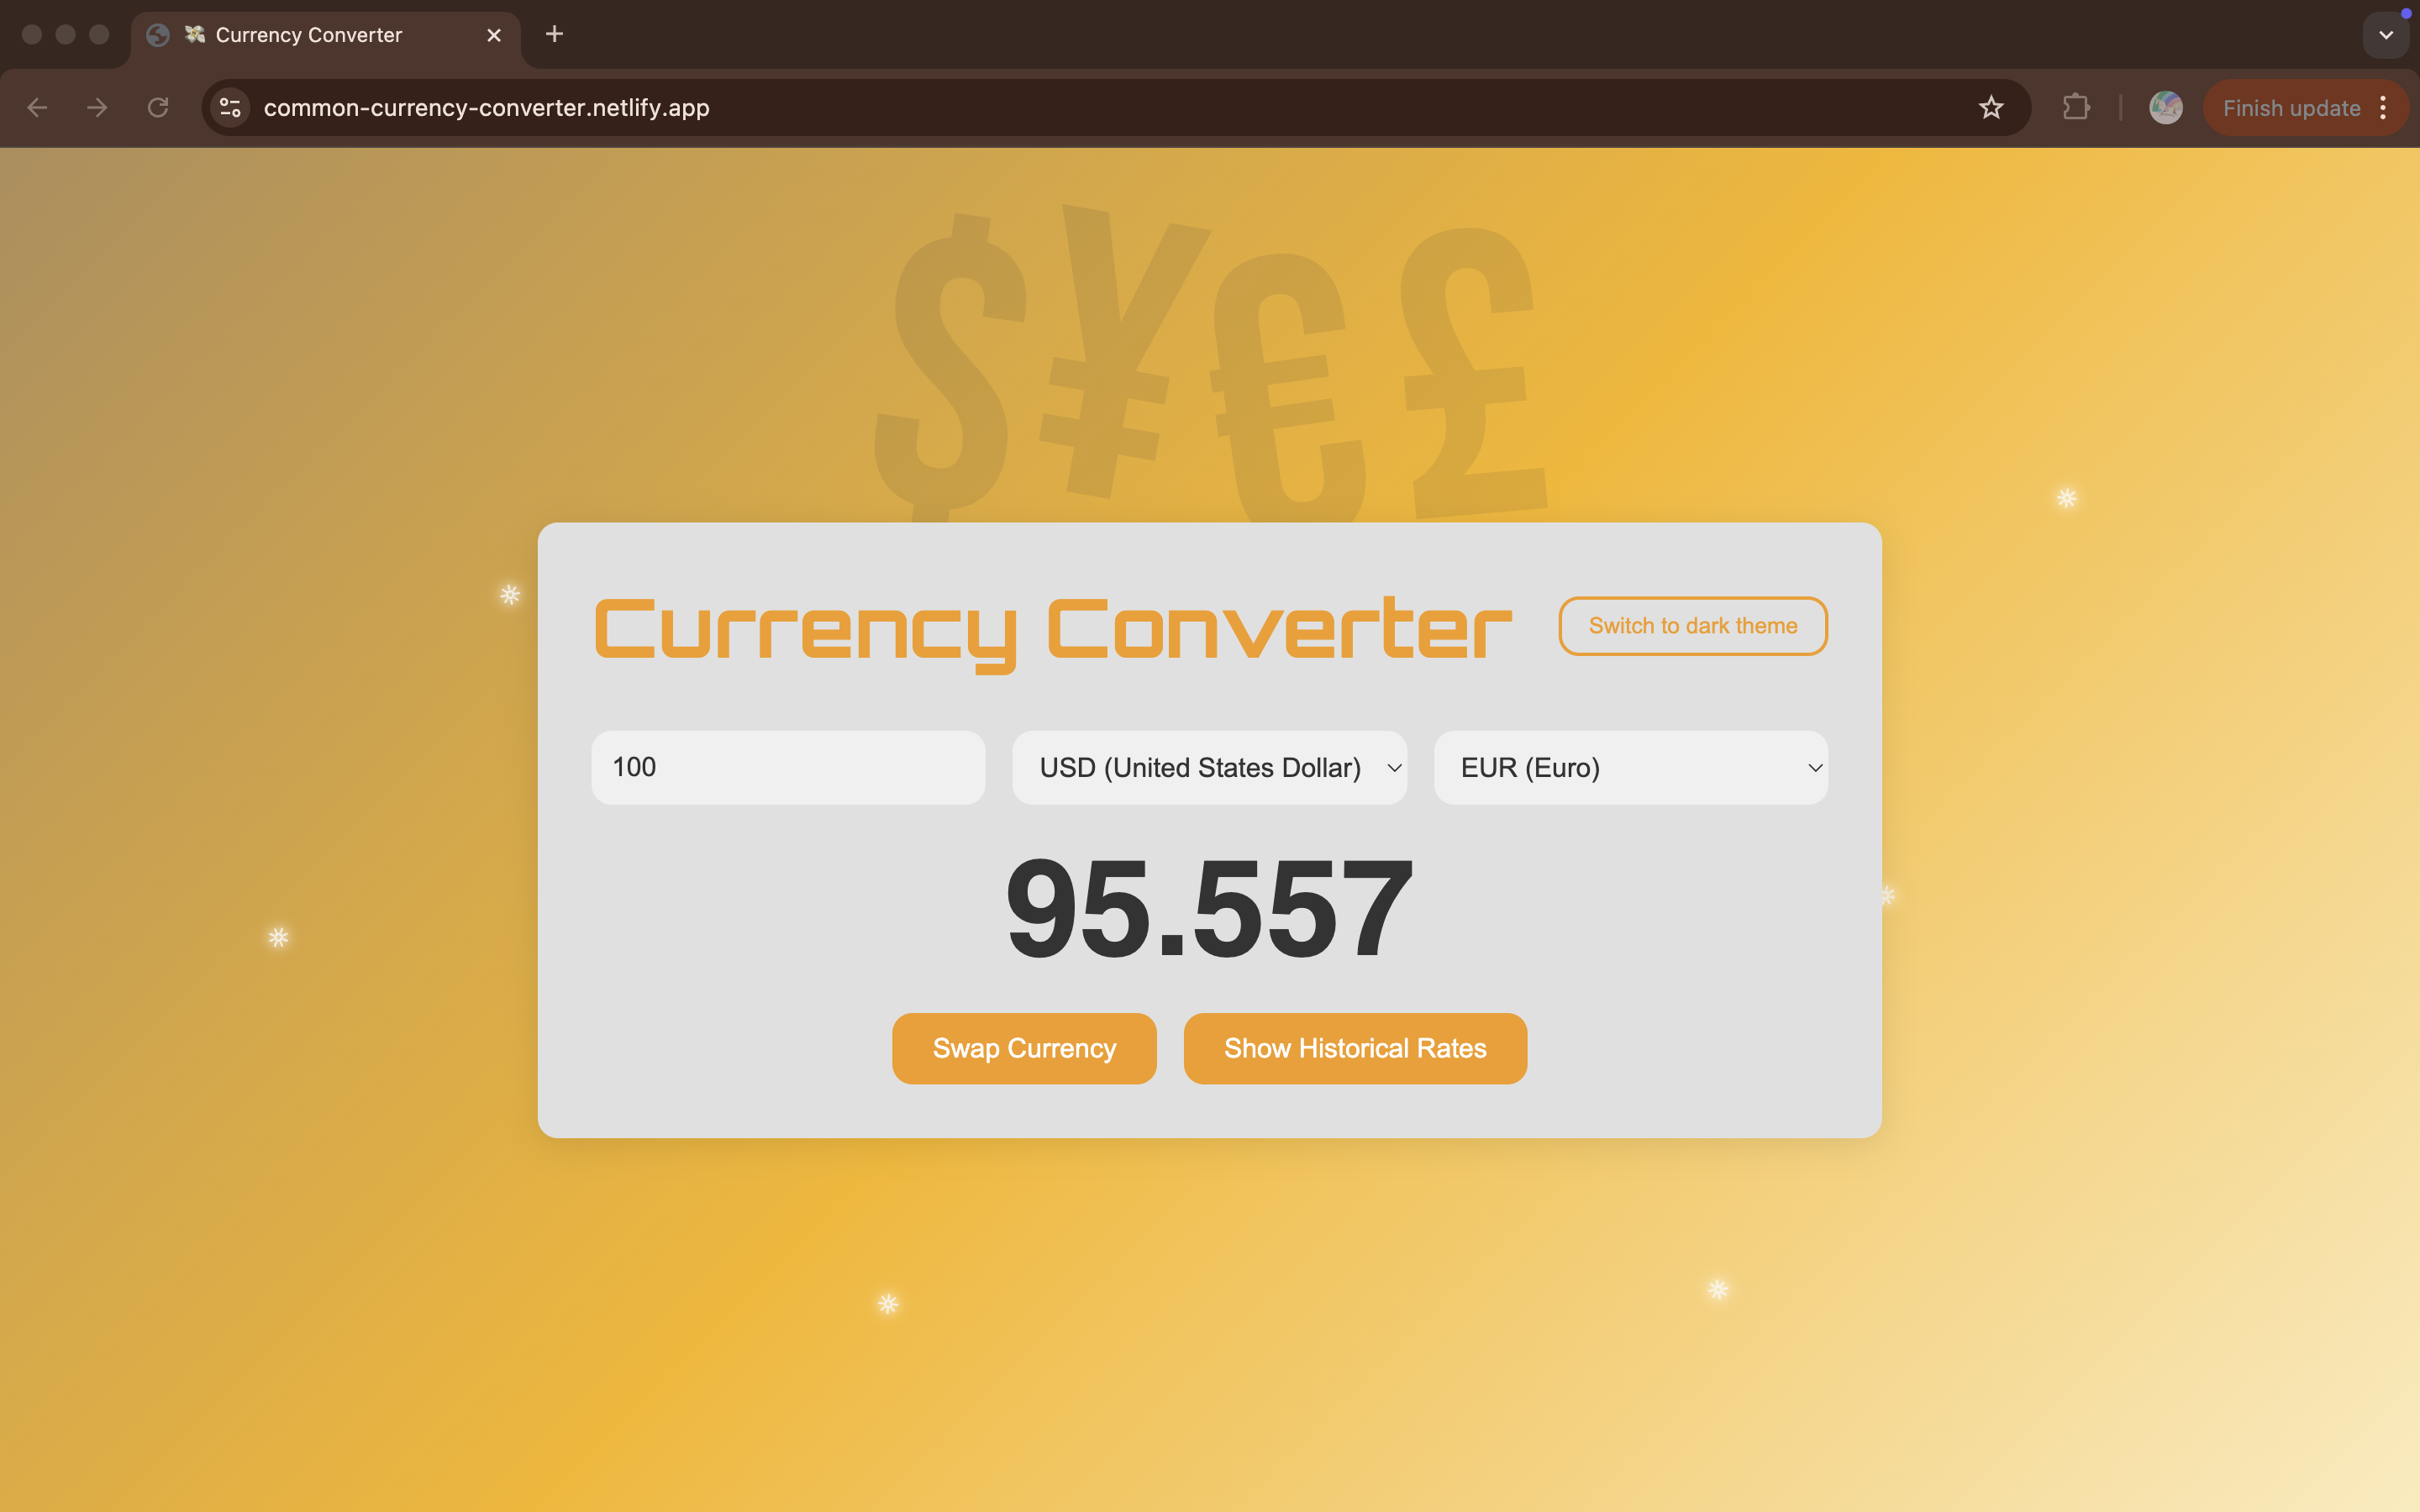 💸 Currency Converter
common-currency-converter.netlify.app
Finish update
$¥€£
Currency Converter
Switch to dark theme
100
USD (United States Dollar)
EUR (Euro)
95.557
Swap Currency
Show Historical Rates